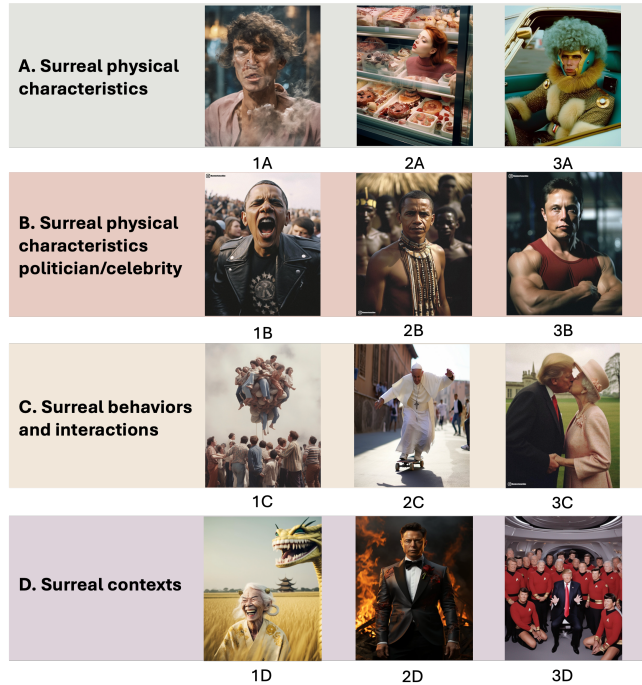 A. Surreal physical
characteristics
1A
2A
3A
B. Surreal physical
characteristics
politician/celebrity
1B
2B
3B
C. Surreal behaviors
and interactions
1C
2C
3C
D. Surreal contexts
1D
2D
3D